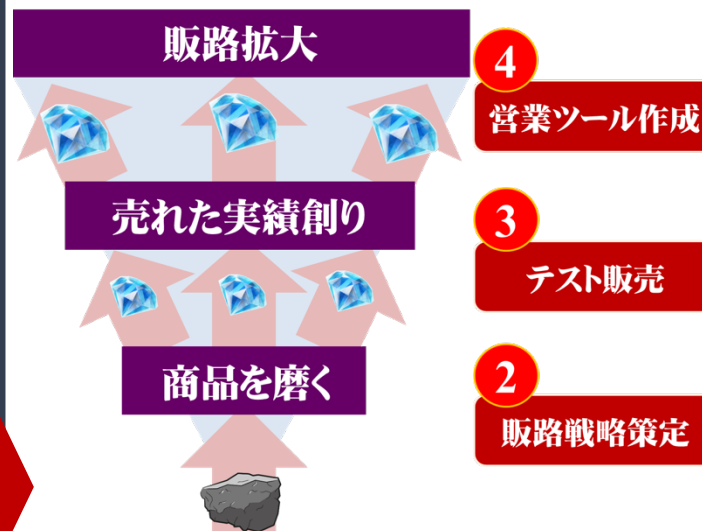 販路拡大
4
営業ツール作成
売れた実績創り
3
テスト販売
商品を磨く
2
販路戦略策定